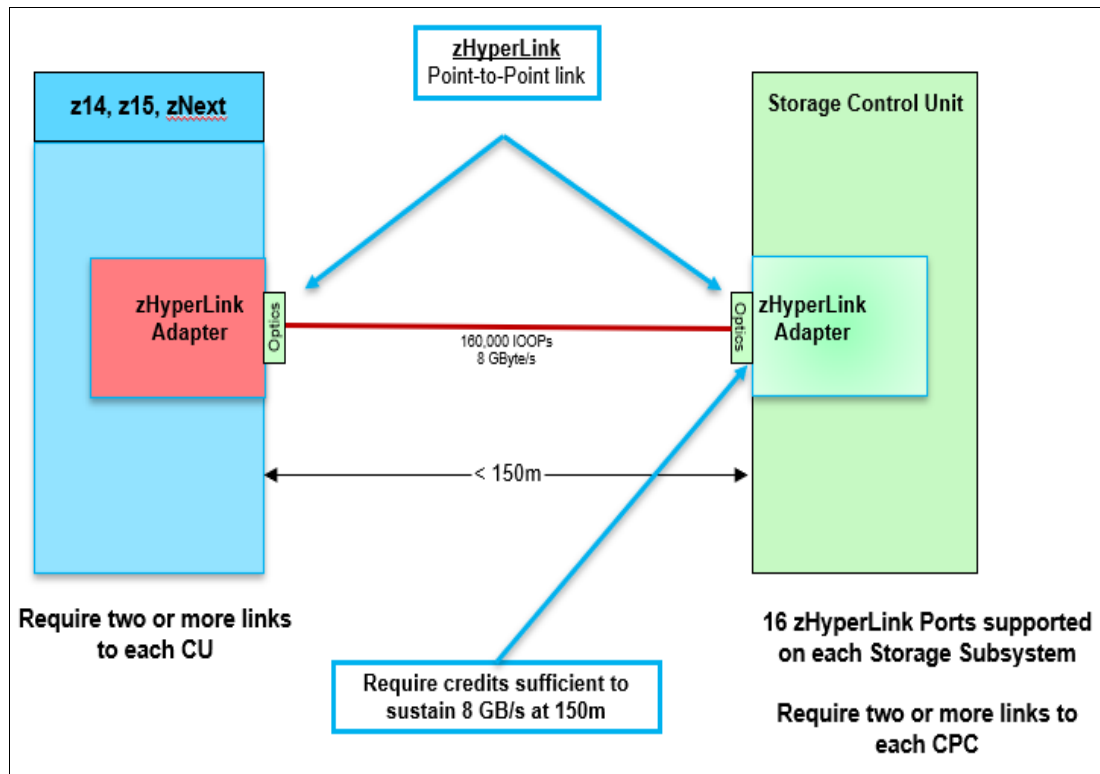 zHyperLink
Point-to-Point link
z14, z15, zNext
Storage Control Unit
zHyperLink
Adapter
Optics
160,000 IOOPs
8 GByte/s
Optics
zHyperLink
Adapter
< 150m
Require two or more links
to each CU
16 zHyperLink Ports supported
on each Storage Subsystem
Require credits sufficient to
sustain 8 GB/s at 150m
Require two or more links to
each CPC